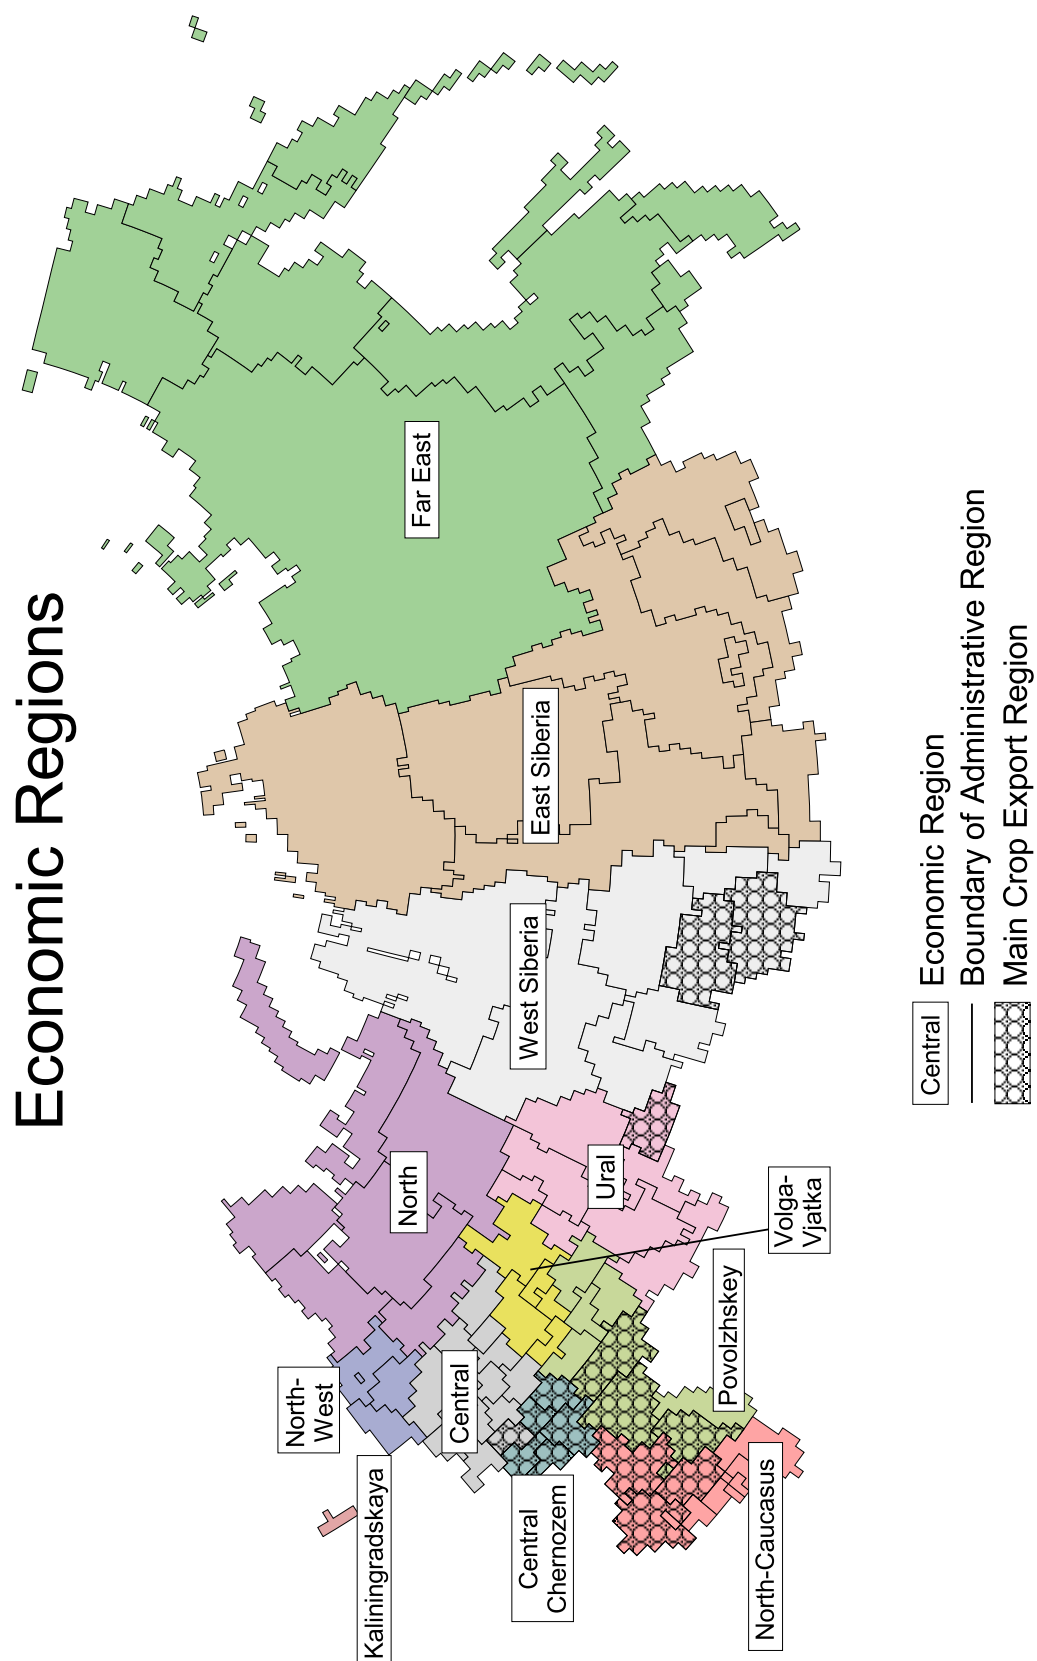 Economic Regions
Kaliningradskaya
North-
West
Central
Central
Chernozem
North-Caucasus
Povolzhskey
Volga-
Vjatka
North
Ural
West Siberia
East Siberia
Far East
Central
Economic Region
Boundary of Administrative Region
Main Crop Export Region